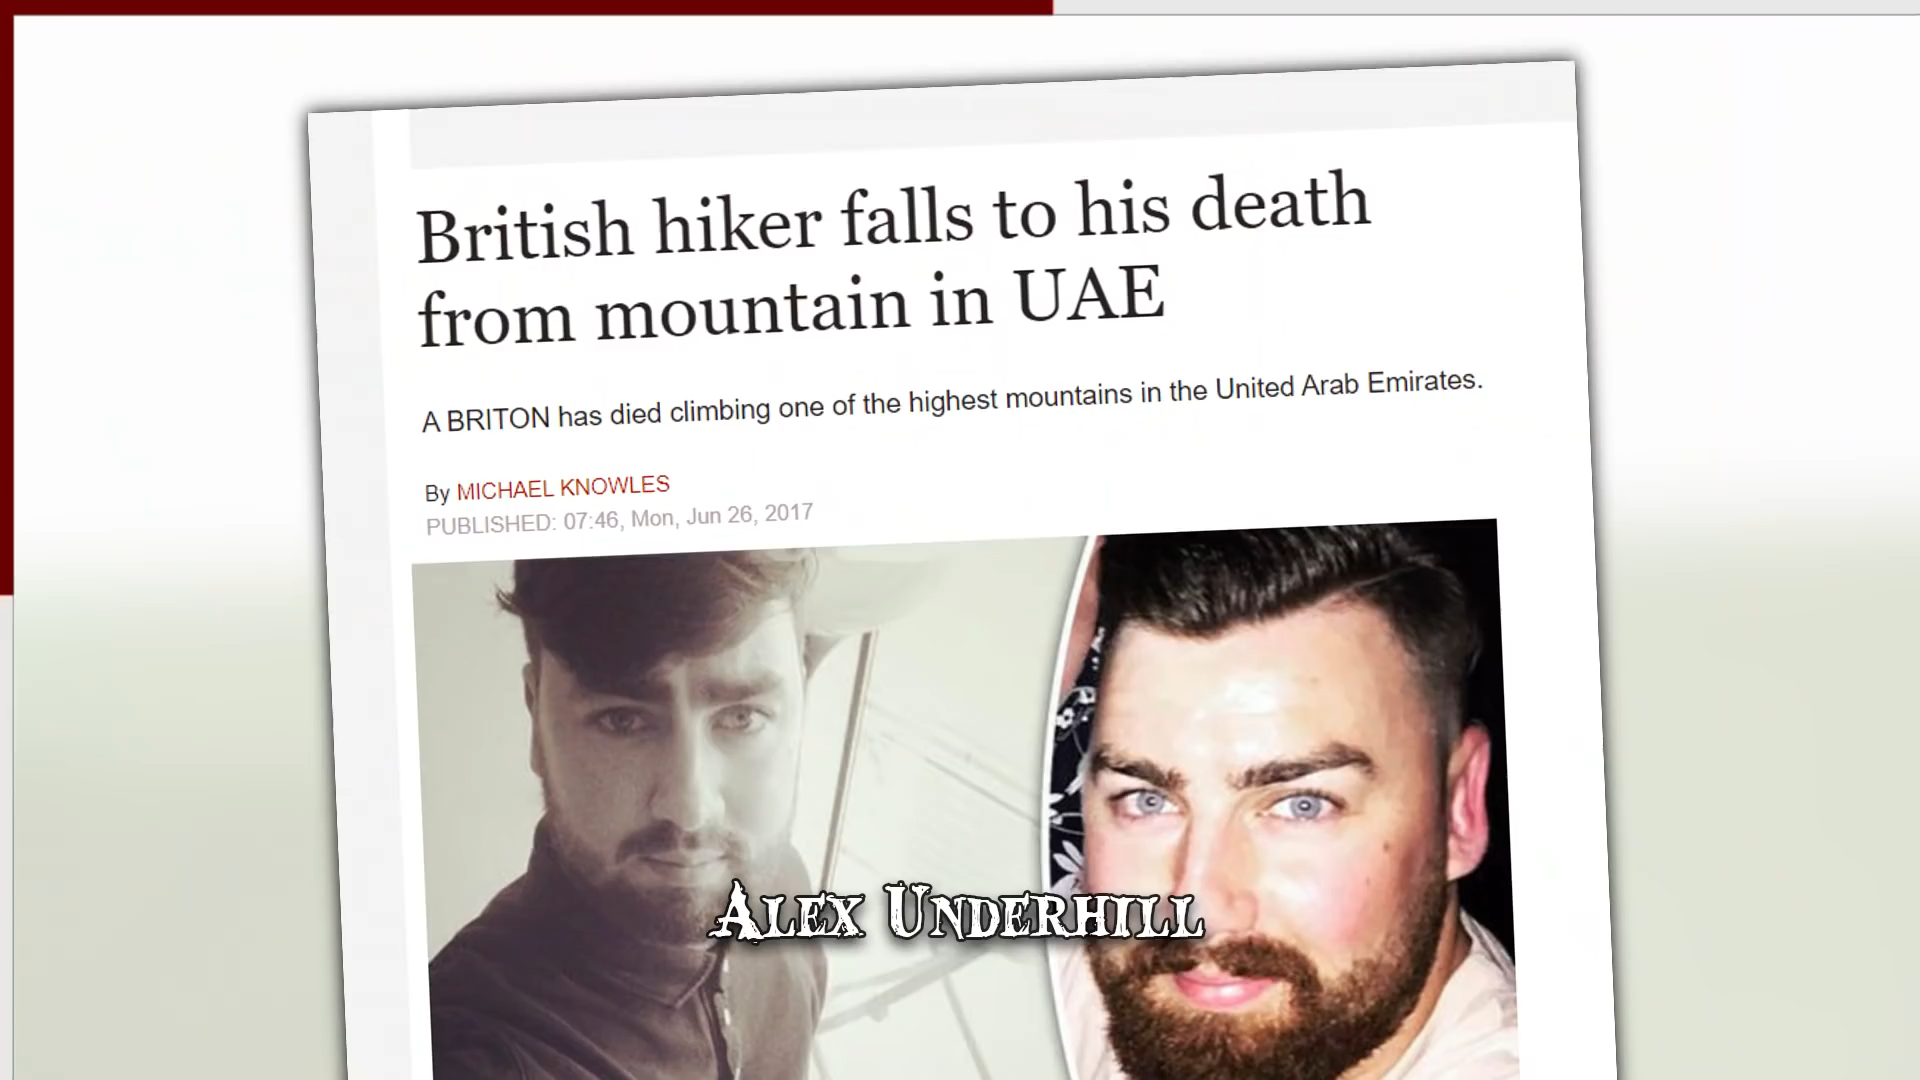 British hiker falls to his death
from mountain in UAE
A BRITON has died climbing one of the highest mountains in the United Arab Emirates.
By MICHAEL KNOWLES
PUBLISHED: 07:46, Mon, Jun 26, 2017
Alex Underhill